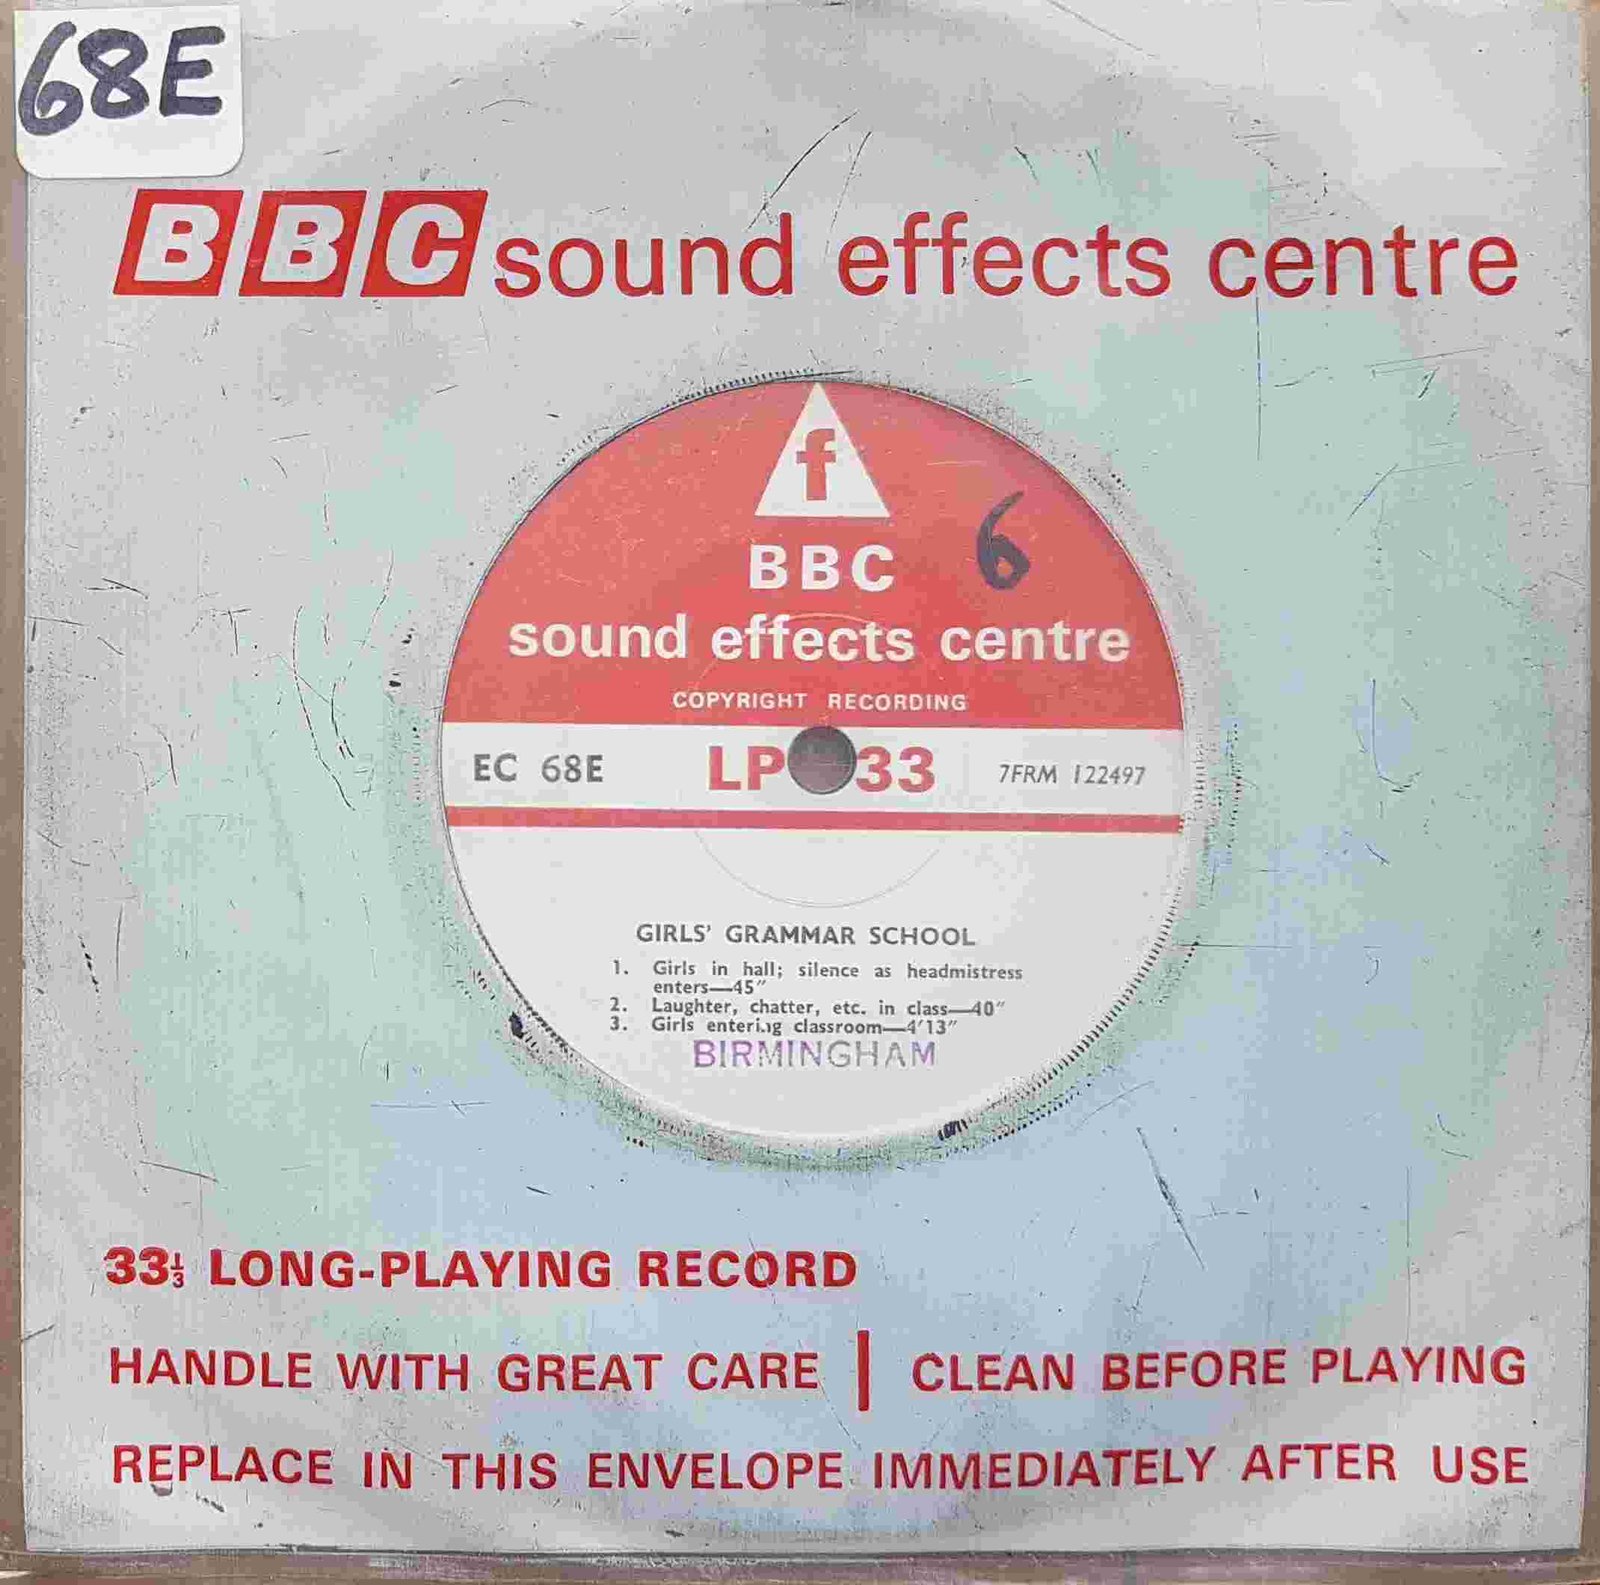 68E
BBC sound effects centre
f
BBC
6
sound effects centre
COPYRIGHT RECORDING
EC 68E LP 33 7FRM 122497
GIRLS' GRAMMAR SCHOOL
1. Girls in hall; silence as headmistress
enters—45″
2. Laughter, chatter, etc. in class—40″
3. Girls entering classroom—4′13″
BIRMINGHAM
33⅓ LONG-PLAYING RECORD
HANDLE WITH GREAT CARE | CLEAN BEFORE PLAYING
REPLACE IN THIS ENVELOPE IMMEDIATELY AFTER USE